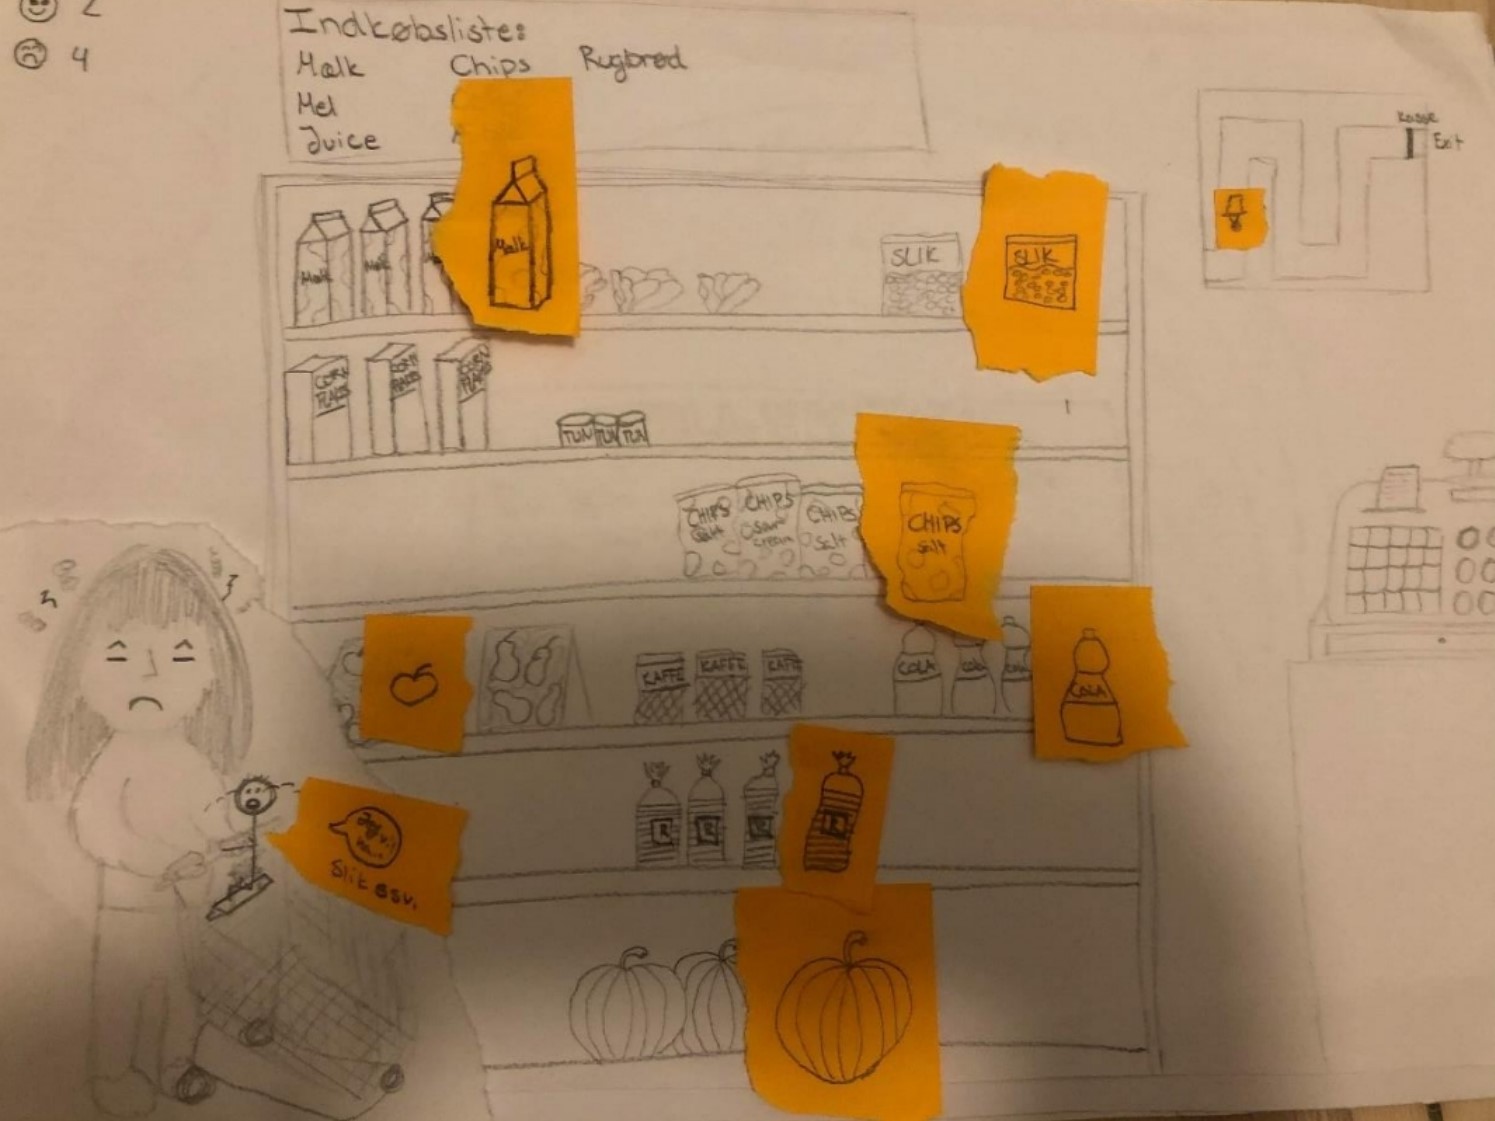 2
4
Indkøbsliste:
Mælk Chips Rugbrød
Mel
Juice
Kasse
Exit
Mælk
Mælk
Mælk
SLIK
SLIK
CORN FLAKES
CORN FLAKES
CORN FLAKES
TUN TUN TUN
CHIPS Salt
CHIPS Sour cream
CHIPS Salt
CHIPS Salt
KAFFE KAFFE KAFFE
COLA COLA COLA
COLA
R R R R
Jeg vil
Slik osv.